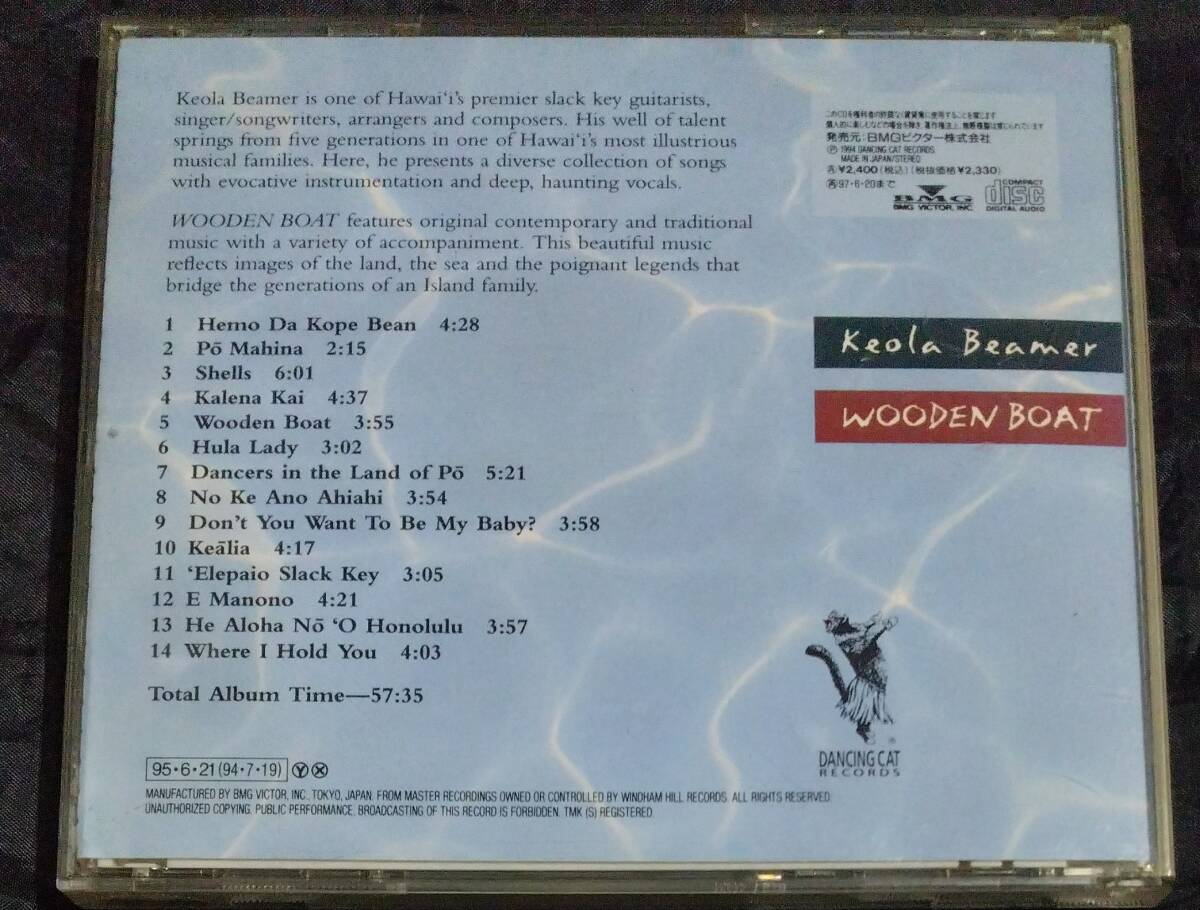 Keola Beamer is one of Hawai'i's premier slack key guitarists,
singer/songwriters, arrangers and composers. His well of talent
springs from five generations in one of Hawai'i's most illustrious
musical families. Here, he presents a diverse collection of songs
with evocative instrumentation and deep, haunting vocals.
WOODEN BOAT features original contemporary and traditional
music with a variety of accompaniment. This beautiful music
reflects images of the land, the sea and the poignant legends that
bridge the generations of an Island family.
1 Hemo Da Kope Bean 4:28
2 Pō Mahina 2:15
3 Shells 6:01
4 Kalena Kai 4:37
5 Wooden Boat 3:55
6 Hula Lady 3:02
7 Dancers in the Land of Pō 5:21
8 No Ke Ano Ahiahi 3:54
9 Don't You Want To Be My Baby? 3:58
10 Keālia 4:17
11 'Elepaio Slack Key 3:05
12 E Manono 4:21
13 He Aloha Nō 'O Honolulu 3:57
14 Where I Hold You 4:03
Total Album Time—57:35
95·6·21(94·7·19) Ⓨ Ⓧ
MANUFACTURED BY BMG VICTOR, INC., TOKYO, JAPAN. FROM MASTER RECORDINGS OWNED OR CONTROLLED BY WINDHAM HILL RECORDS. ALL RIGHTS RESERVED.
UNAUTHORIZED COPYING. PUBLIC PERFORMANCE. BROADCASTING OF THIS RECORD IS FORBIDDEN. TMK (S) REGISTERED.
発売元:BMGビクター株式会社
Ⓟ 1994 DANCING CAT RECORDS
MADE IN JAPAN/STEREO
¥2,400(税込)(税抜価格¥2,330)
97·6·20まで
BMG
BMG VICTOR, INC.
COMPACT
disc
DIGITAL AUDIO
Keola Beamer
WOODEN BOAT
DANCING CAT
RECORDS